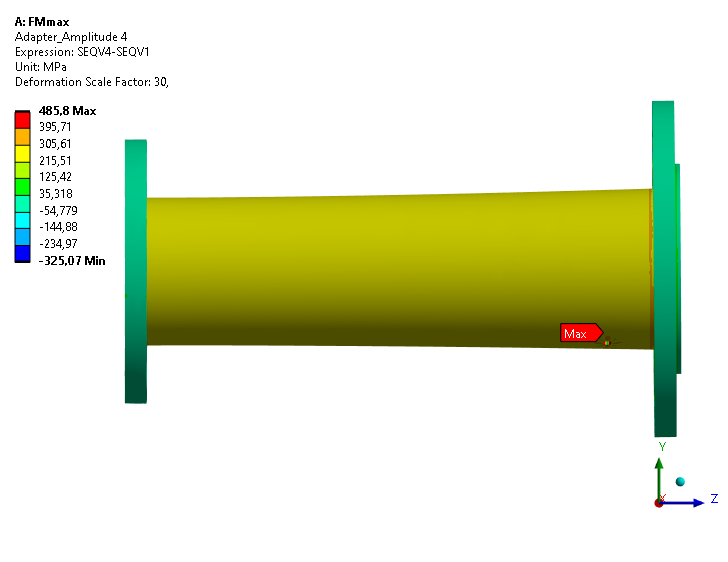 A: FMmax
Adapter_Amplitude 4
Expression: SEQV4-SEQV1
Unit: MPa
Deformation Scale Factor: 30,
485,8 Max
395,71
305,61
215,51
125,42
35,318
-54,779
-144,88
-234,97
-325,07 Min
Max
Y
X
Z